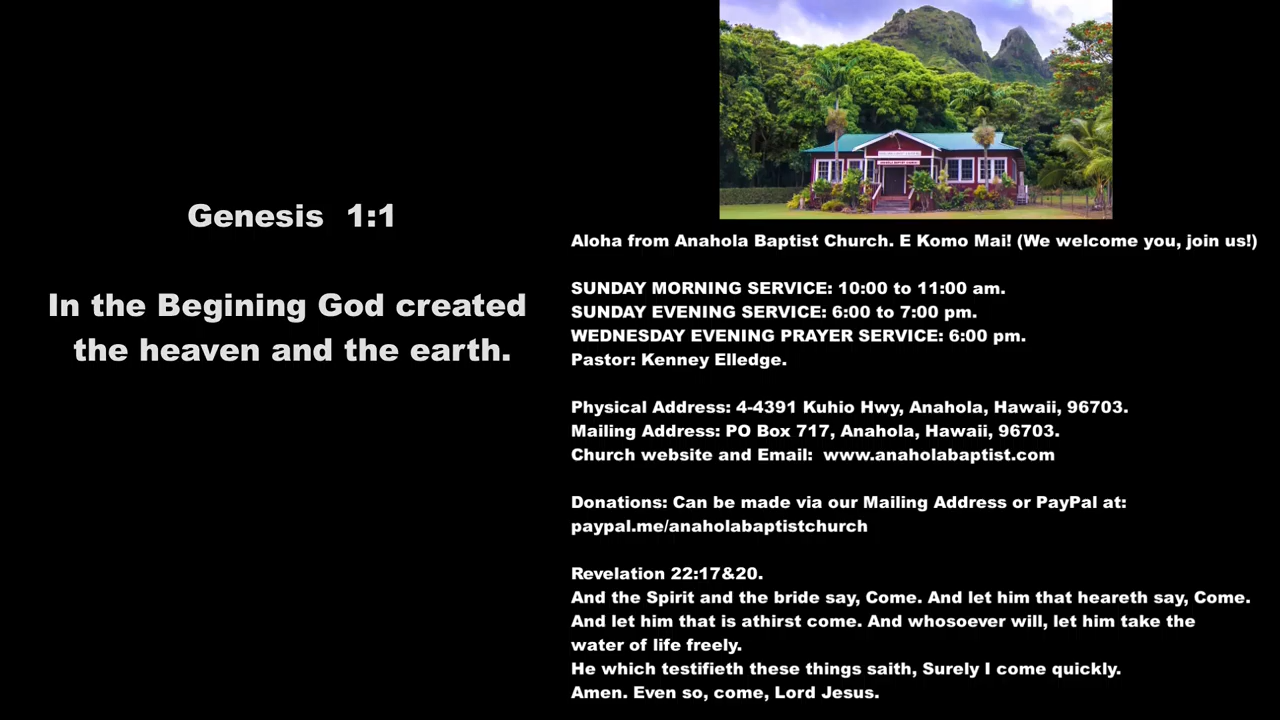 Genesis 1:1
In the Begining God created
the heaven and the earth.
Aloha from Anahola Baptist Church. E Komo Mai! (We welcome you, join us!)
SUNDAY MORNING SERVICE: 10:00 to 11:00 am.
SUNDAY EVENING SERVICE: 6:00 to 7:00 pm.
WEDNESDAY EVENING PRAYER SERVICE: 6:00 pm.
Pastor: Kenney Elledge.
Physical Address: 4-4391 Kuhio Hwy, Anahola, Hawaii, 96703.
Mailing Address: PO Box 717, Anahola, Hawaii, 96703.
Church website and Email: www.anaholabaptist.com
Donations: Can be made via our Mailing Address or PayPal at:
paypal.me/anaholabaptistchurch
Revelation 22:17&20.
And the Spirit and the bride say, Come. And let him that heareth say, Come.
And let him that is athirst come. And whosoever will, let him take the
water of life freely.
He which testifieth these things saith, Surely I come quickly.
Amen. Even so, come, Lord Jesus.